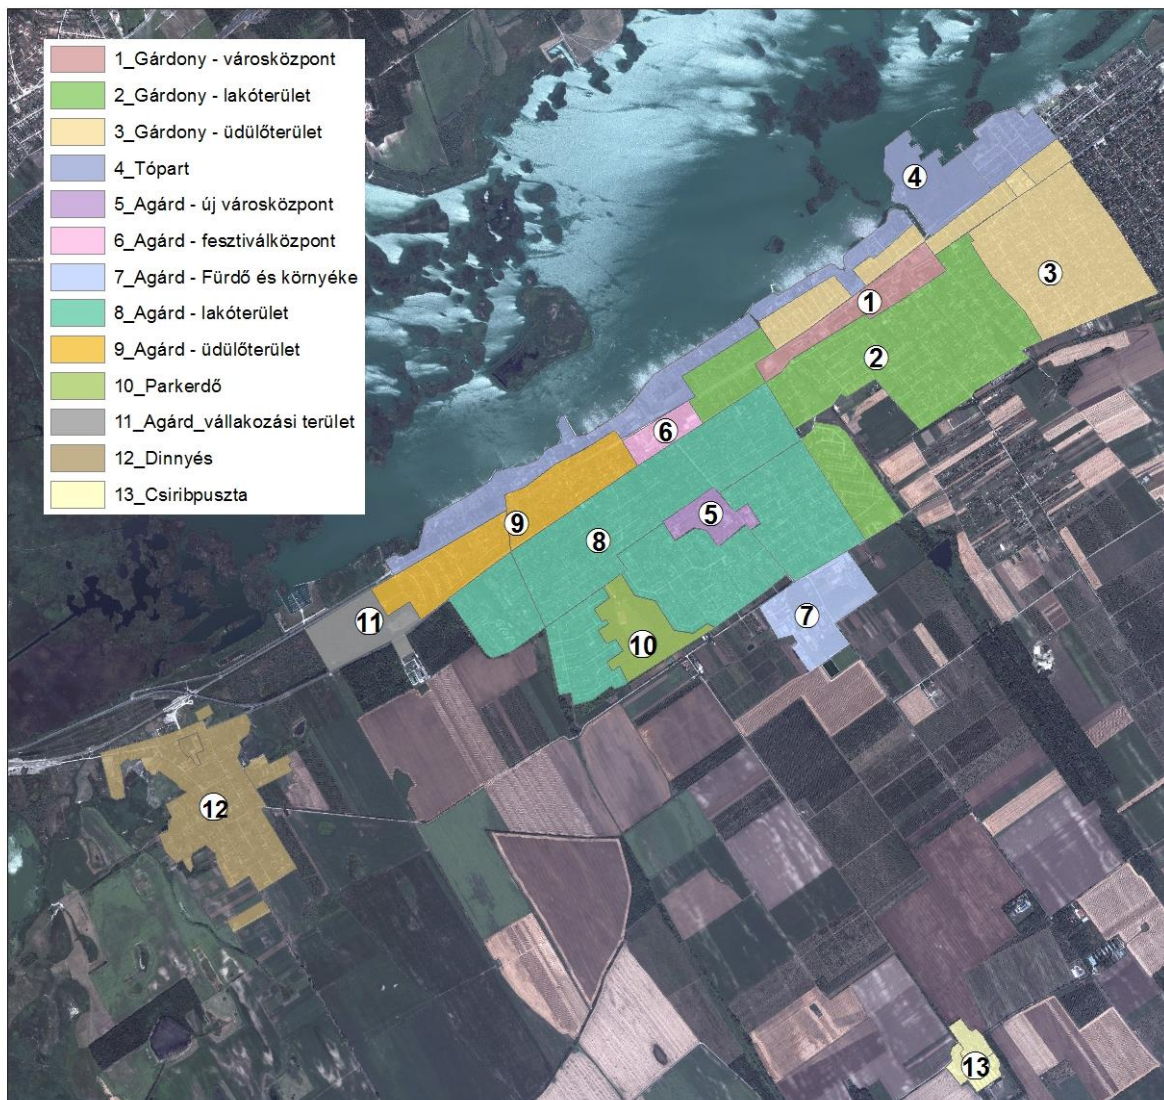 1_Gárdony - városközpont
2_Gárdony - lakóterület
3_Gárdony - üdülőterület
4_Tópart
5_Agárd - új városközpont
6_Agárd - fesztiválközpont
7_Agárd - Fürdő és környéke
8_Agárd - lakóterület
9_Agárd - üdülőterület
10_Parkerdő
11_Agárd_vállakozási terület
12_Dinnyés
13_Csiribpuszta
4
3
1
2
6
5
9
8
7
11
10
12
13